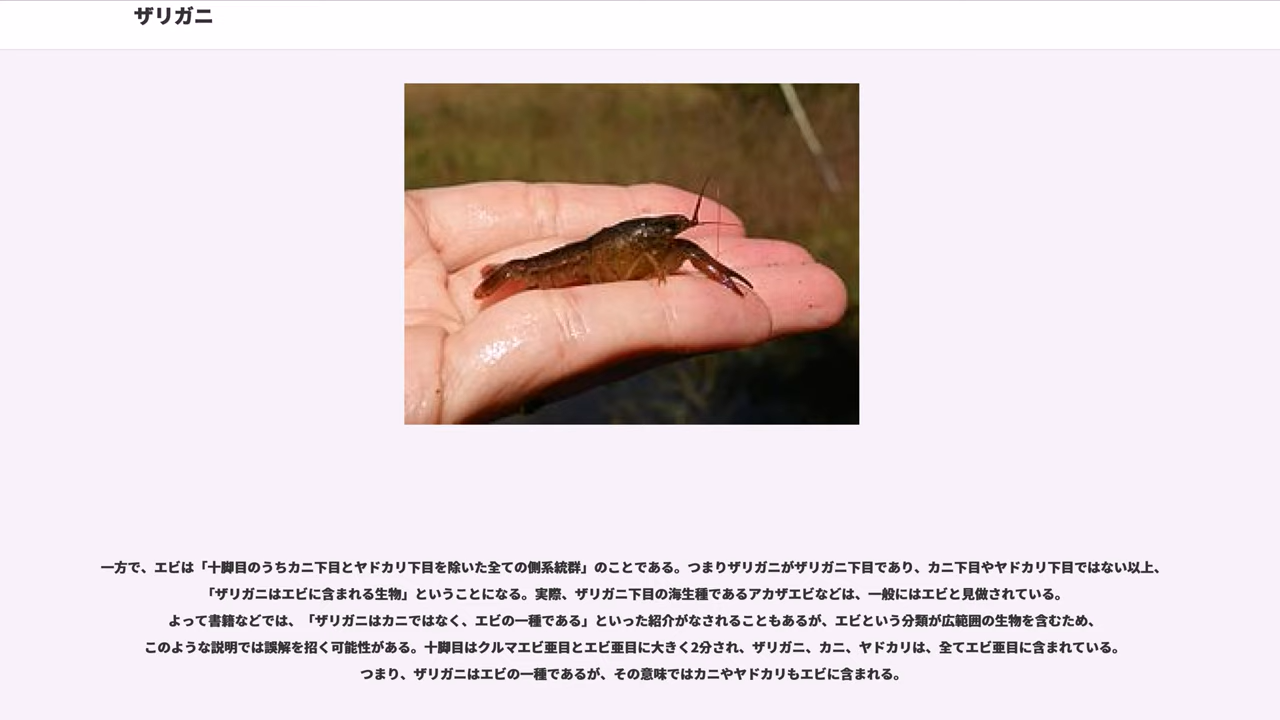 ザリガニ
一方で、エビは「十脚目のうちカニ下目とヤドカリ下目を除いた全ての側系統群」のことである。つまりザリガニがザリガニ下目であり、カニ下目やヤドカリ下目ではない以上、
「ザリガニはエビに含まれる生物」ということになる。実際、ザリガニ下目の海生種であるアカザエビなどは、一般にはエビと見做されている。
よって書籍などでは、「ザリガニはカニではなく、エビの一種である」といった紹介がなされることもあるが、エビという分類が広範囲の生物を含むため、
このような説明では誤解を招く可能性がある。十脚目はクルマエビ亜目とエビ亜目に大きく2分され、ザリガニ、カニ、ヤドカリは、全てエビ亜目に含まれている。
つまり、ザリガニはエビの一種であるが、その意味ではカニやヤドカリもエビに含まれる。